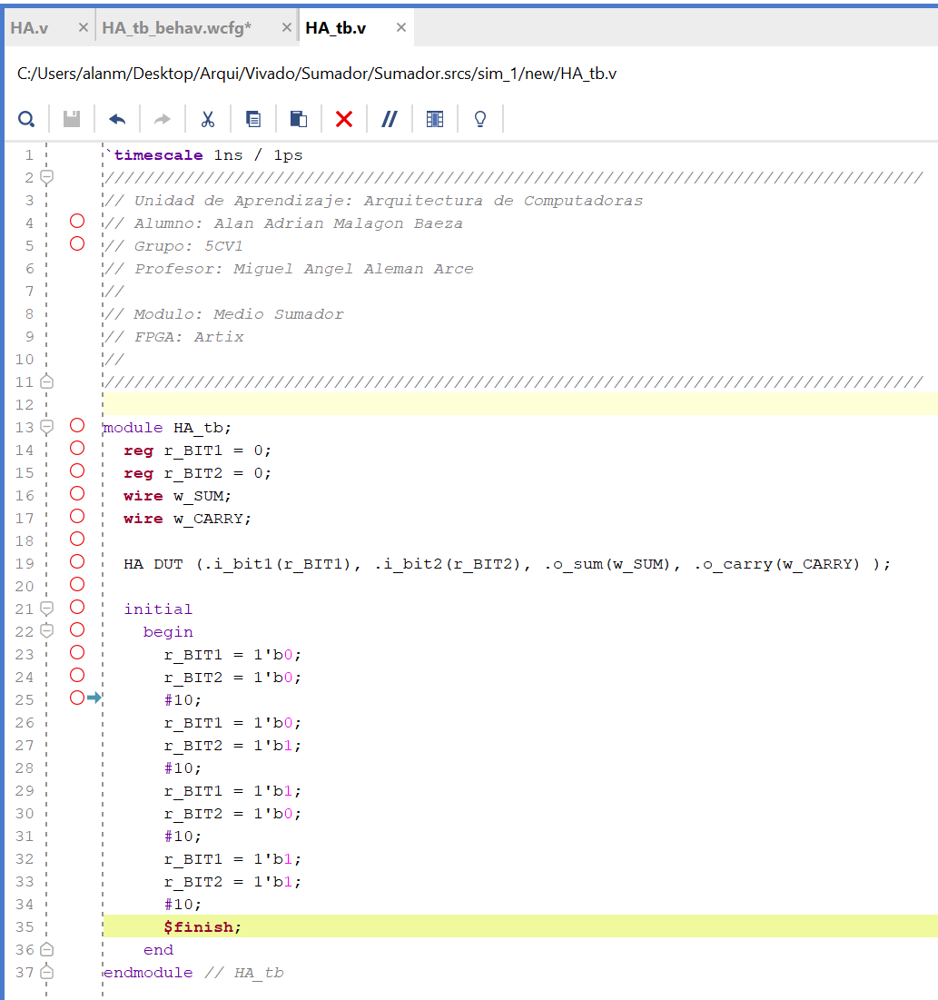 HA.v × HA_tb_behav.wcfg* × HA_tb.v ×
C:/Users/alanm/Desktop/Arqui/Vivado/Sumador/Sumador.srcs/sim_1/new/HA_tb.v
1 `timescale 1ns / 1ps
2 //////////////////////////////////////////////////////////////////////////////////
3 // Unidad de Aprendizaje: Arquitectura de Computadoras
4 // Alumno: Alan Adrian Malagon Baeza
5 // Grupo: 5CV1
6 // Profesor: Miguel Angel Aleman Arce
7 //
8 // Modulo: Medio Sumador
9 // FPGA: Artix
10 //
11 //////////////////////////////////////////////////////////////////////////////////
12
13 module HA_tb;
14 reg r_BIT1 = 0;
15 reg r_BIT2 = 0;
16 wire w_SUM;
17 wire w_CARRY;
18
19 HA DUT (.i_bit1(r_BIT1), .i_bit2(r_BIT2), .o_sum(w_SUM), .o_carry(w_CARRY) );
20
21 initial
22 begin
23 r_BIT1 = 1'b0;
24 r_BIT2 = 1'b0;
25 #10;
26 r_BIT1 = 1'b0;
27 r_BIT2 = 1'b1;
28 #10;
29 r_BIT1 = 1'b1;
30 r_BIT2 = 1'b0;
31 #10;
32 r_BIT1 = 1'b1;
33 r_BIT2 = 1'b1;
34 #10;
35 $finish;
36 end
37 endmodule // HA_tb